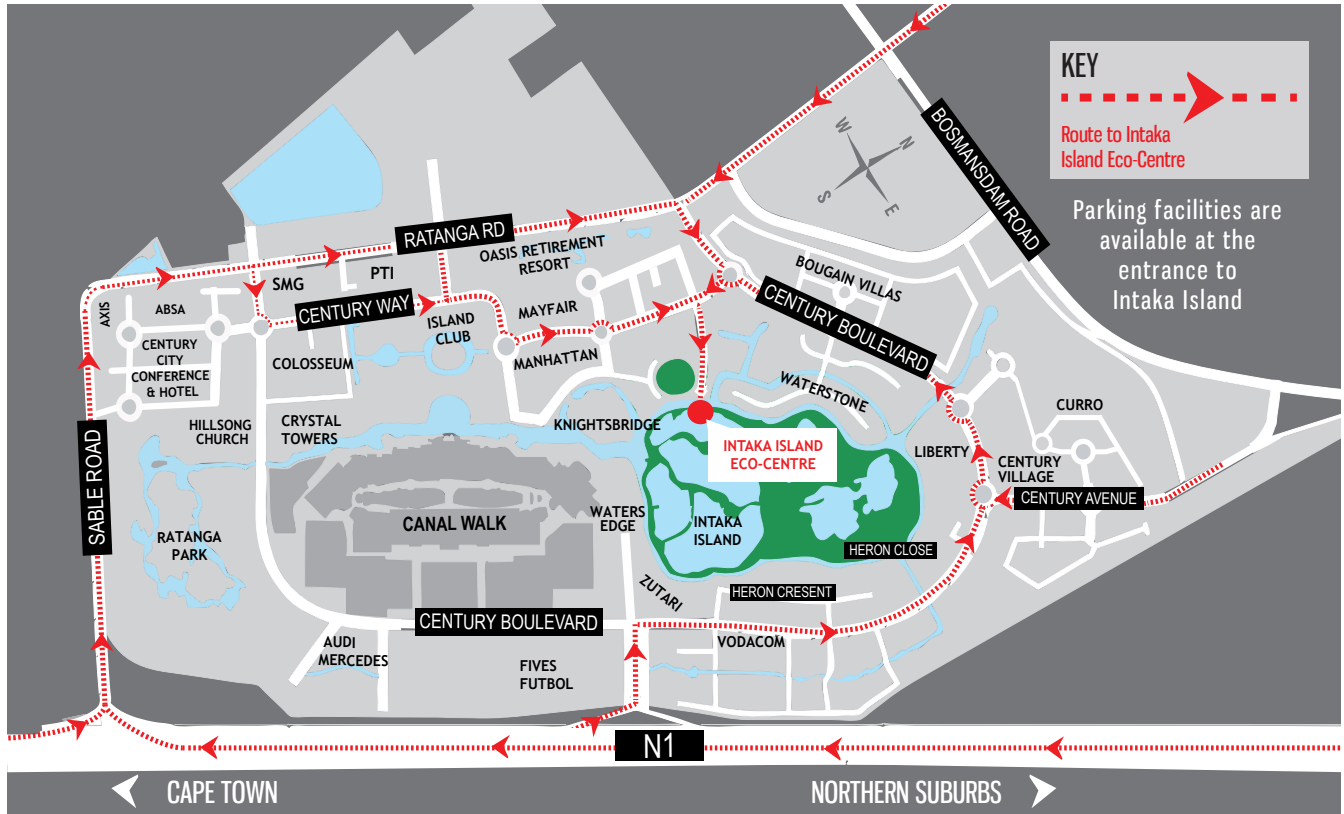 KEY
Route to Intaka
Island Eco-Centre
Parking facilities are
available at the
entrance to
Intaka Island
W
N
S
E
BOSMANSDAM ROAD
RATANGA RD
OASIS RETIREMENT
RESORT
BOUGAIN VILLAS
SMG
PTI
AXIS
ABSA
CENTURY WAY
MAYFAIR
CENTURY BOULEVARD
ISLAND
CLUB
CENTURY
CITY
CONFERENCE
& HOTEL
COLOSSEUM
MANHATTAN
WATERSTONE
CURRO
HILLSONG
CHURCH
CRYSTAL
TOWERS
KNIGHTSBRIDGE
INTAKA ISLAND
ECO-CENTRE
LIBERTY
CENTURY
VILLAGE
CENTURY AVENUE
SABLE ROAD
RATANGA
PARK
CANAL WALK
WATERS
EDGE
INTAKA
ISLAND
HERON CLOSE
ZUTARI
HERON CRESENT
CENTURY BOULEVARD
VODACOM
AUDI
MERCEDES
FIVES
FUTBOL
N1
CAPE TOWN
NORTHERN SUBURBS